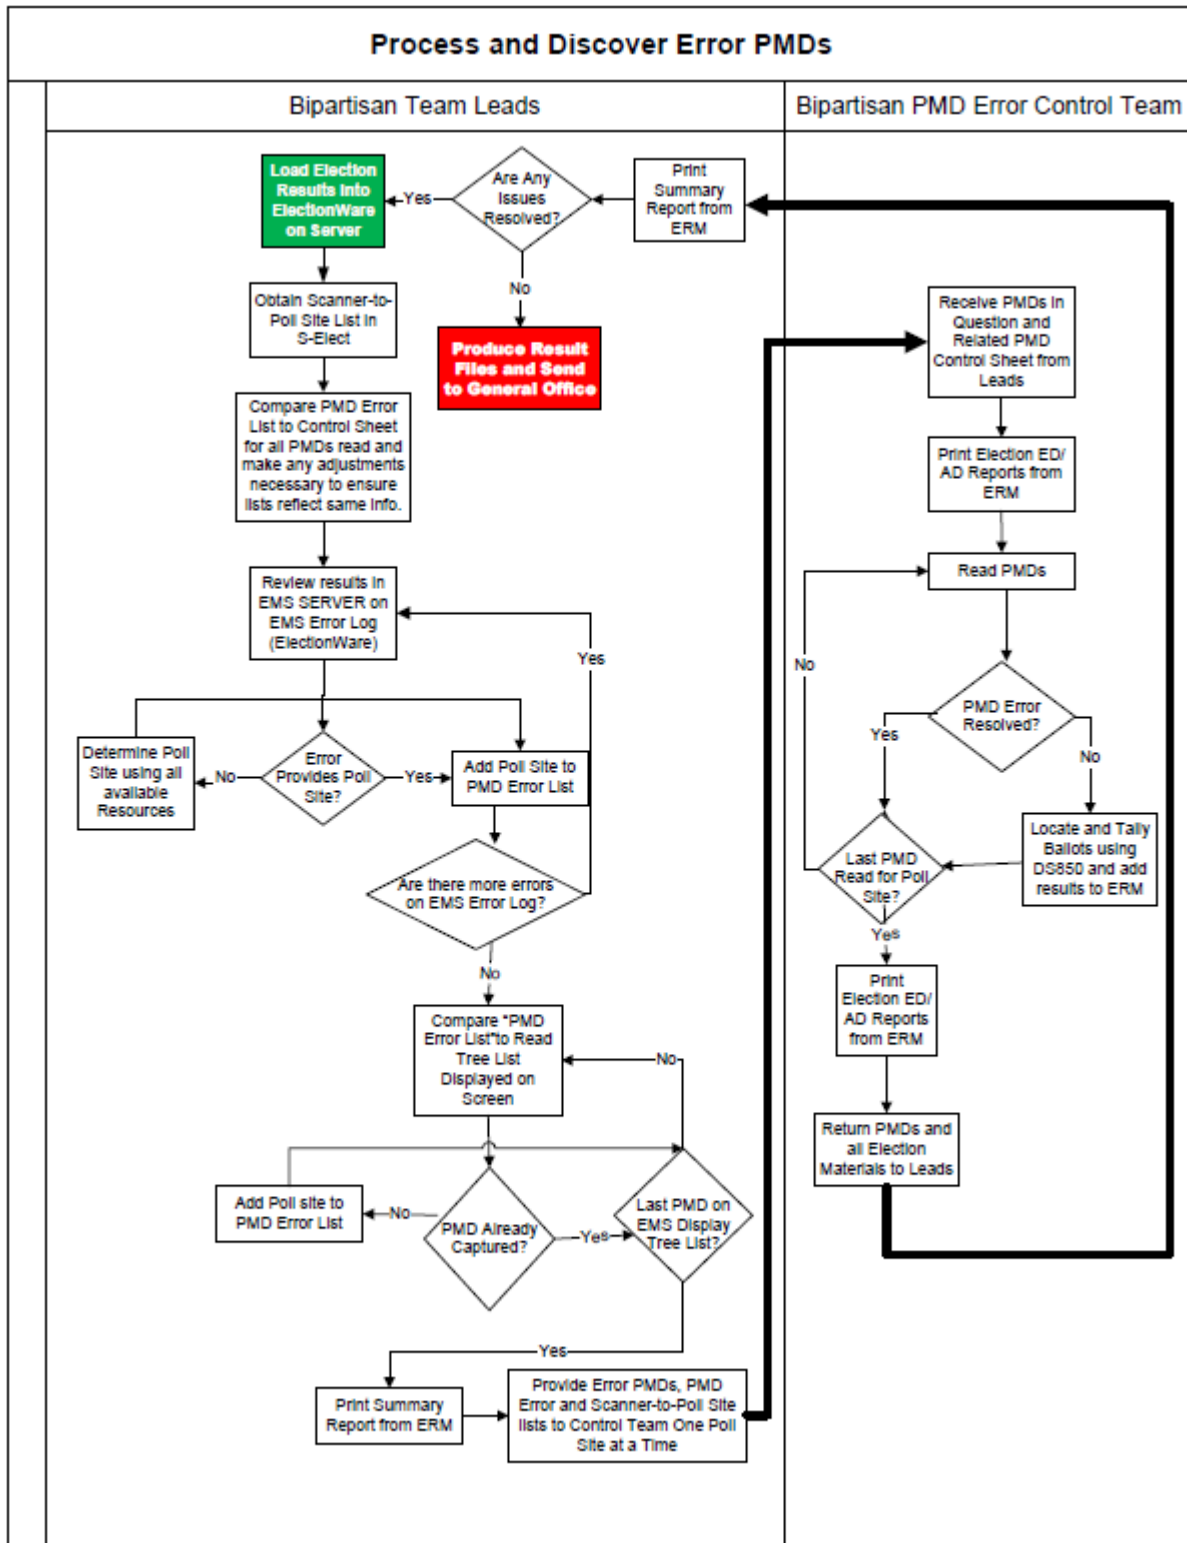 Process and Discover Error PMDs
Bipartisan Team Leads
Bipartisan PMD Error Control Team
Load Election
Results Into
ElectionWare
on Server
Yes
Are Any
Issues
Resolved?
Print
Summary
Report from
ERM
No
Produce Result
Files and Send
to General Office
Obtain Scanner-to-
Poll Site List in
S-Elect
Compare PMD Error
List to Control Sheet
for all PMDs read and
make any adjustments
necessary to ensure
lists reflect same info.
Review results in
EMS SERVER on
EMS Error Log
(ElectionWare)
Yes
Determine Poll
Site using all
available
Resources
No
Error
Provides Poll
Site?
Yes
Add Poll Site to
PMD Error List
Are there more errors
on EMS Error Log?
No
Compare "PMD
Error List"to Read
Tree List
Displayed on
Screen
No
Add Poll site to
PMD Error List
No
PMD Already
Captured?
Yes
Last PMD on
EMS Display
Tree List?
Yes
Print Summary
Report from ERM
Provide Error PMDs, PMD
Error and Scanner-to-Poll Site
lists to Control Team One Poll
Site at a Time
Receive PMDs in
Question and
Related PMD
Control Sheet from
Leads
Print Election ED/
AD Reports from
ERM
Read PMDs
No
PMD Error
Resolved?
Yes
No
Last PMD
Read for Poll
Site?
Locate and Tally
Ballots using
DS850 and add
results to ERM
Yes
Print
Election ED/
AD Reports
from ERM
Return PMDs and
all Election
Materials to Leads